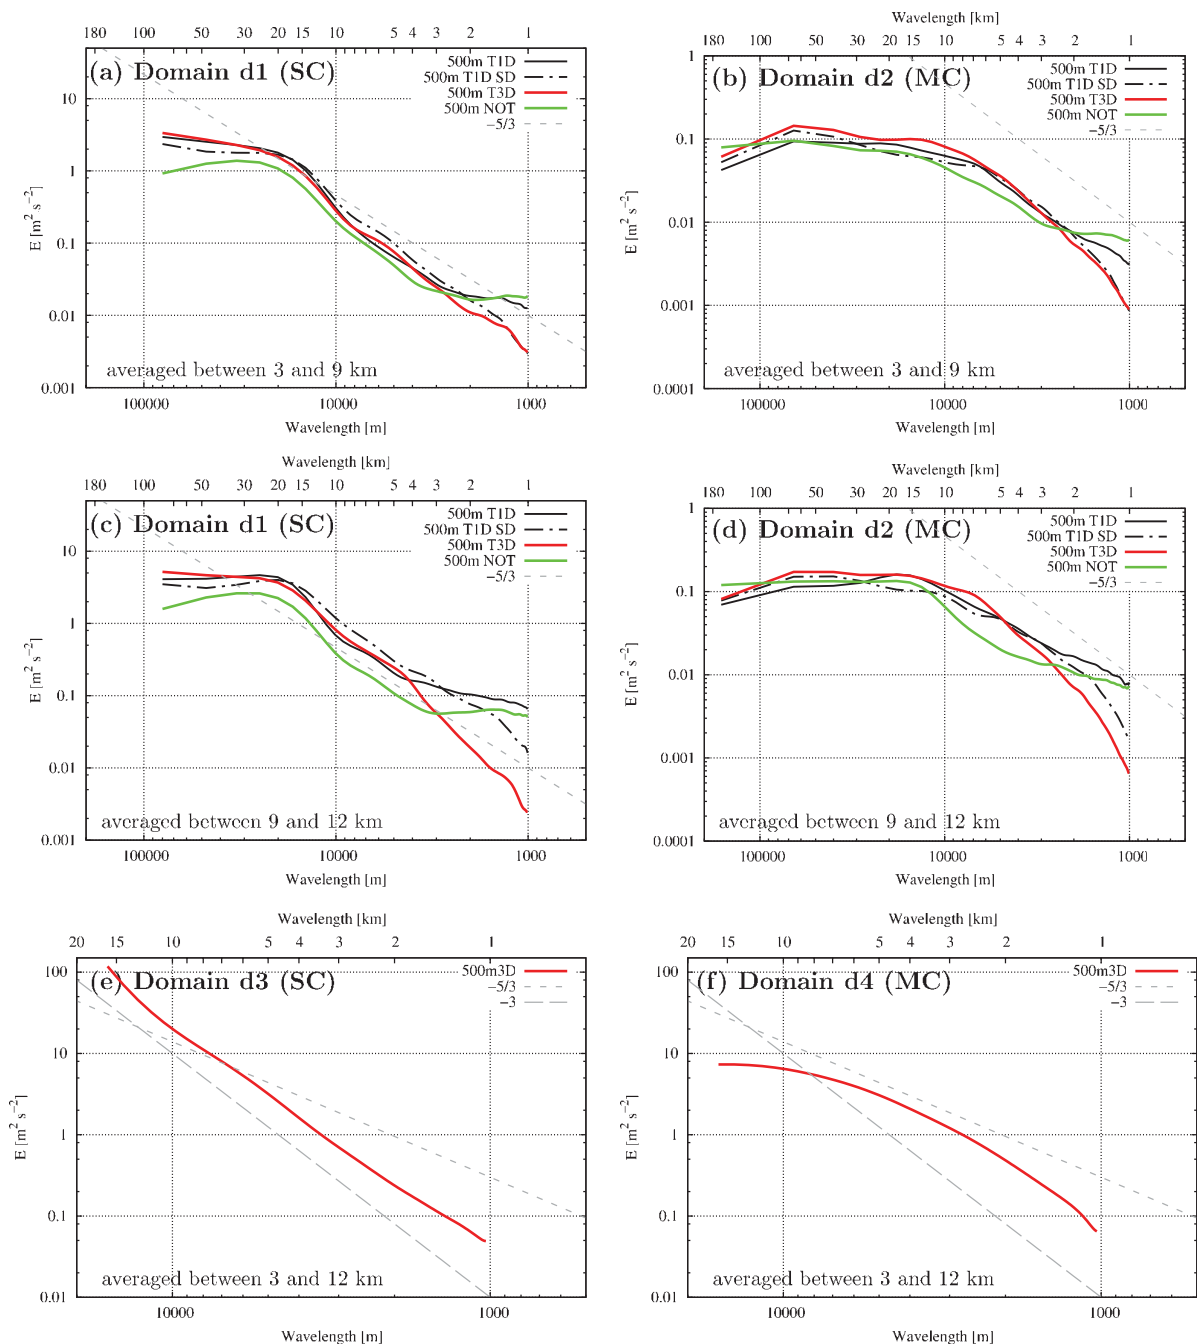 Wavelength [km]
180 100 50 30 20 15 10 5 4 3 2 1
(a) Domain d1 (SC)
500m T1D
500m T1D SD
500m T3D
500m NOT
−5/3
10
1
0.1
0.01
0.001
E [m² s⁻²]
averaged between 3 and 9 km
100000 10000 1000
Wavelength [m]
Wavelength [km]
180 100 50 30 20 15 10 5 4 3 2 1
(b) Domain d2 (MC)
500m T1D
500m T1D SD
500m T3D
500m NOT
−5/3
1
0.1
0.01
0.001
0.0001
E [m² s⁻²]
averaged between 3 and 9 km
100000 10000 1000
Wavelength [m]
Wavelength [km]
180 100 50 30 20 15 10 5 4 3 2 1
(c) Domain d1 (SC)
500m T1D
500m T1D SD
500m T3D
500m NOT
−5/3
10
1
0.1
0.01
0.001
E [m² s⁻²]
averaged between 9 and 12 km
100000 10000 1000
Wavelength [m]
Wavelength [km]
180 100 50 30 20 15 10 5 4 3 2 1
(d) Domain d2 (MC)
500m T1D
500m T1D SD
500m T3D
500m NOT
−5/3
1
0.1
0.01
0.001
0.0001
E [m² s⁻²]
averaged between 9 and 12 km
100000 10000 1000
Wavelength [m]
Wavelength [km]
20 15 10 5 4 3 2 1
(e) Domain d3 (SC)
500m3D
−5/3
−3
100
10
1
0.1
0.01
E [m² s⁻²]
averaged between 3 and 12 km
10000 1000
Wavelength [m]
Wavelength [km]
20 15 10 5 4 3 2 1
(f) Domain d4 (MC)
500m3D
−5/3
−3
100
10
1
0.1
0.01
E [m² s⁻²]
averaged between 3 and 12 km
10000 1000
Wavelength [m]